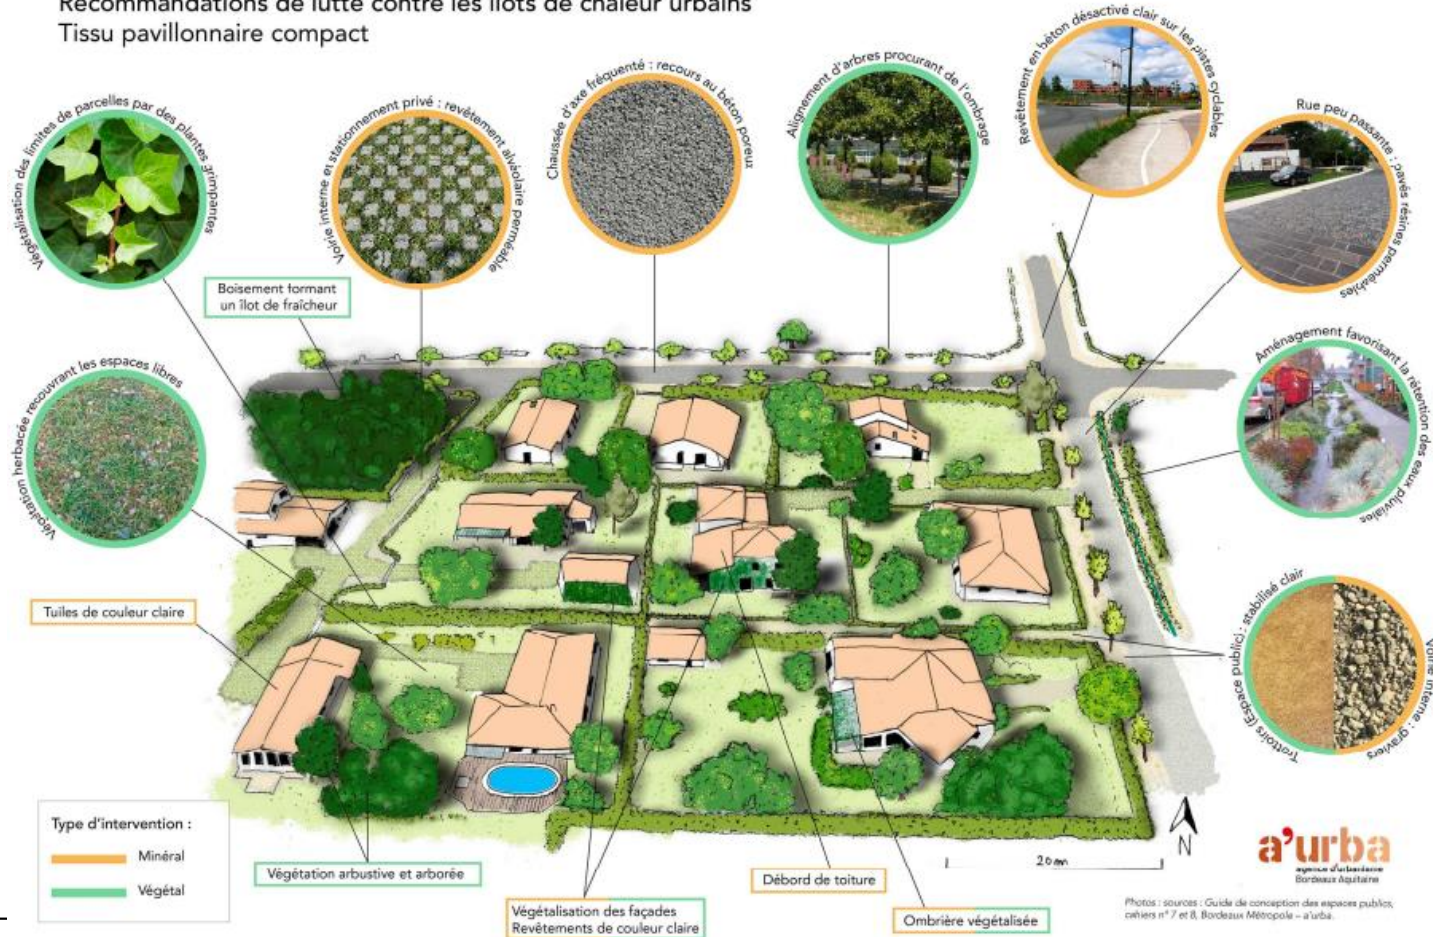 Recommandations de lutte contre les îlots de chaleur urbains
Tissu pavillonnaire compact
Végétalisation des limites de parcelles par des plantes grimpantes
Voirie interne et stationnement privé : revêtement alvéolaire perméable
Chaussée d'axe fréquenté : recours au béton poreux
Alignement d'arbres procurant de l'ombrage
Revêtement en béton désactivé clair sur les pistes cyclables
Rue peu passante : pavés résines perméables
Boisement formant
un îlot de fraîcheur
Végétation herbacée recouvrant les espaces libres
Aménagement favorisant la rétention des eaux pluviales
Tuiles de couleur claire
Trottoirs (Espace public) : stabilisé clair
Voirie interne : graviers
Type d'intervention :
Minéral
Végétal
Végétation arbustive et arborée
Végétalisation des façades
Revêtements de couleur claire
Débord de toiture
Ombrière végétalisée
20 m
N
a'urba
agence d'urbanisme
Bordeaux Aquitaine
Photos : sources : Guide de conception des espaces publics,
cahiers n° 7 et 8, Bordeaux Métropole – a'urba.